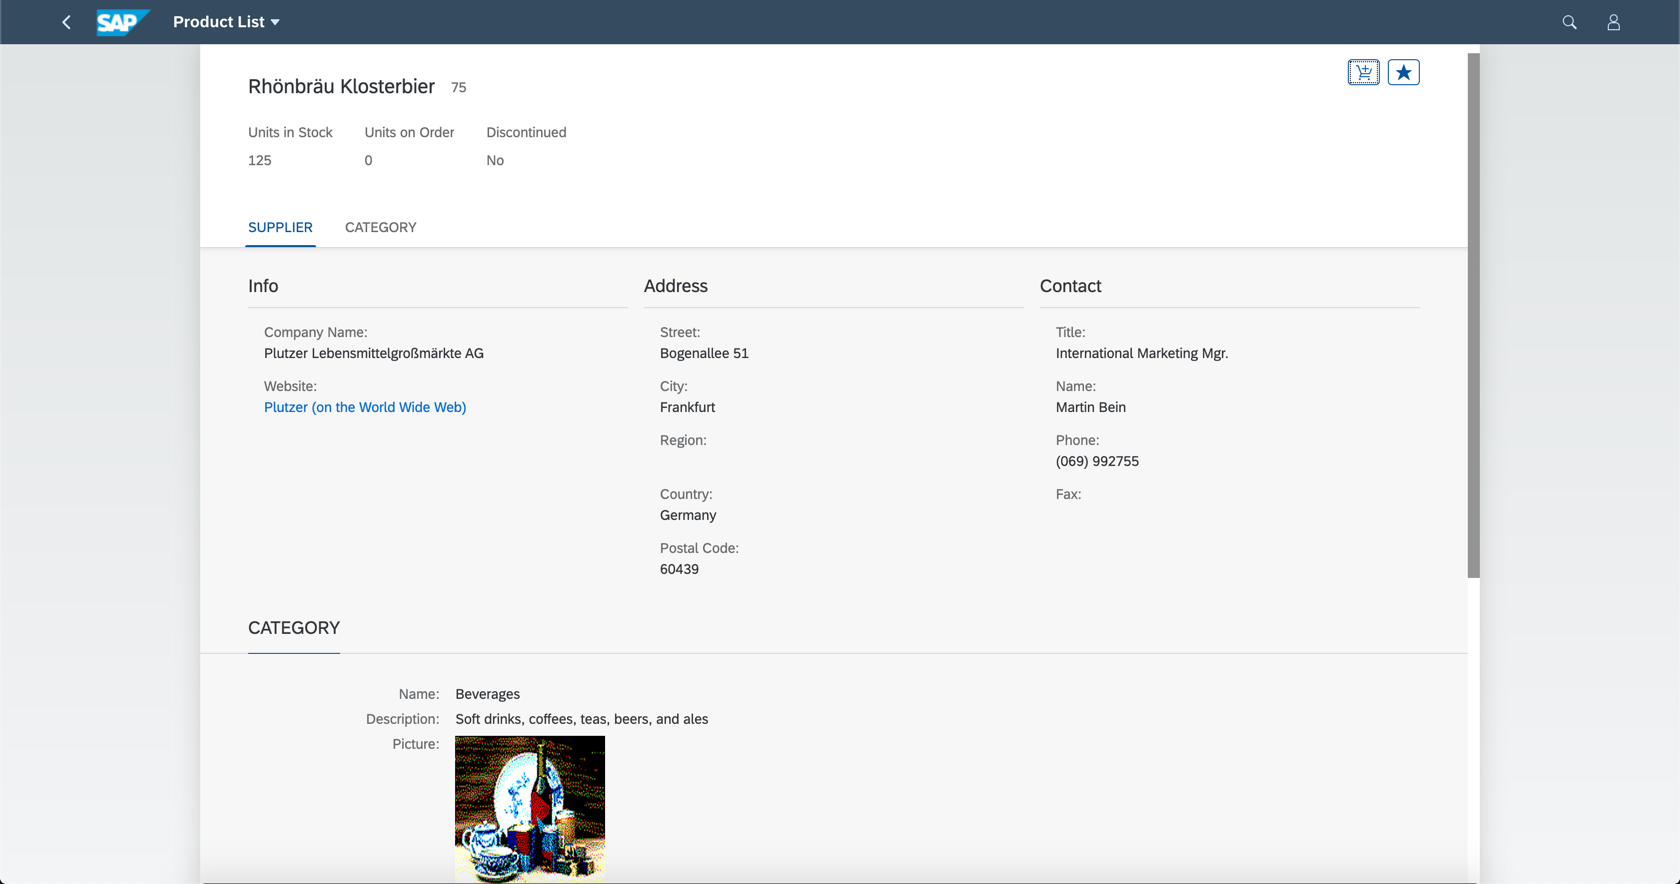 SAP Product List
Rhönbräu Klosterbier 75
Units in Stock Units on Order Discontinued
125 0 No
SUPPLIER CATEGORY
Info
Company Name:
Plutzer Lebensmittelgroßmärkte AG
Website:
Plutzer (on the World Wide Web)
Address
Street:
Bogenallee 51
City:
Frankfurt
Region:
Country:
Germany
Postal Code:
60439
Contact
Title:
International Marketing Mgr.
Name:
Martin Bein
Phone:
(069) 992755
Fax:
CATEGORY
Name: Beverages
Description: Soft drinks, coffees, teas, beers, and ales
Picture: